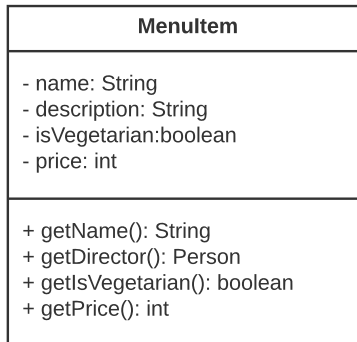 MenuItem
- name: String
- description: String
- isVegetarian:boolean
- price: int
+ getName(): String
+ getDirector(): Person
+ getIsVegetarian(): boolean
+ getPrice(): int